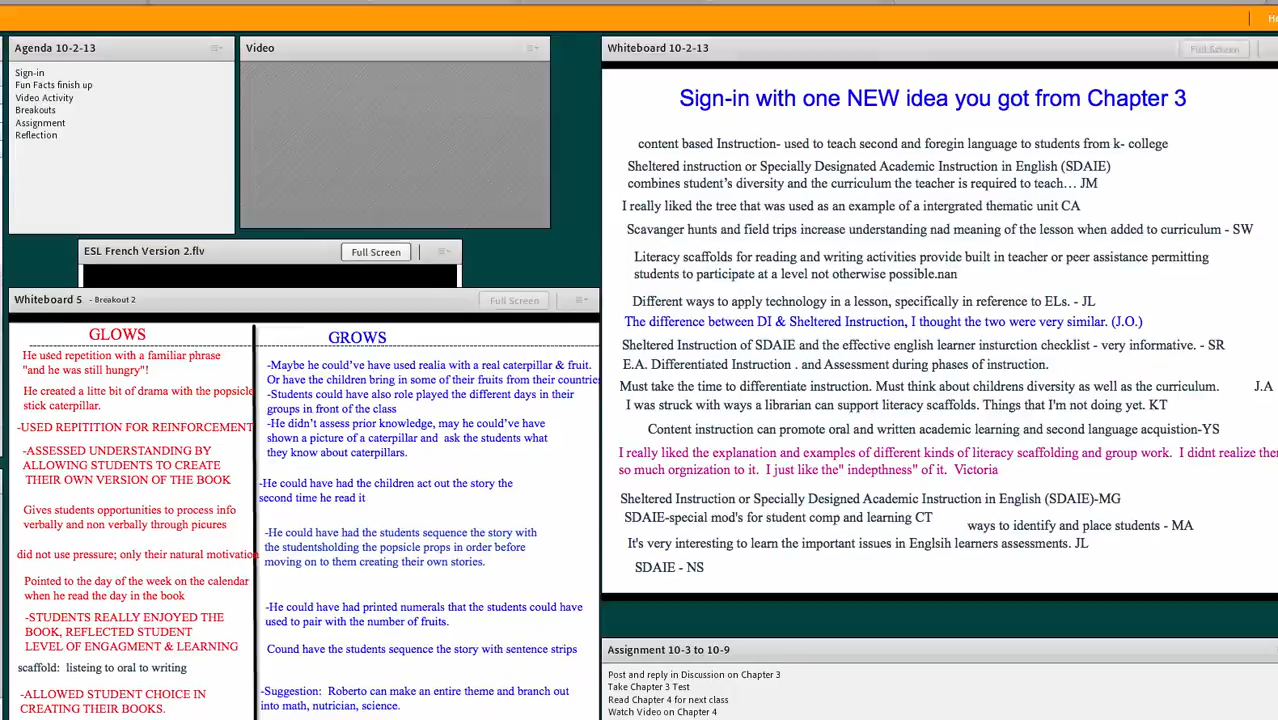 He
Agenda 10-2-13
Sign-in
Fun Facts finish up
Video Activity
Breakouts
Assignment
Reflection
Video
ESL French Version 2.flv
Full Screen
Whiteboard 5 - Breakout 2
Full Screen
GLOWS
He used repetition with a familiar phrase
"and he was still hungry"!
He created a litte bit of drama with the popsicle
stick caterpillar.
-USED REPITITION FOR REINFORCEMENT
-ASSESSED UNDERSTANDING BY
ALLOWING STUDENTS TO CREATE
THEIR OWN VERSION OF THE BOOK
Gives students opportunities to process info
verbally and non verbally through picures
did not use pressure; only their natural motivation
Pointed to the day of the week on the calendar
when he read the day in the book
-STUDENTS REALLY ENJOYED THE
BOOK, REFLECTED STUDENT
LEVEL OF ENGAGMENT & LEARNING
scaffold:  listeing to oral to writing
-ALLOWED STUDENT CHOICE IN
CREATING THEIR BOOKS.
GROWS
-Maybe he could've have used realia with a real caterpillar & fruit.
Or have the children bring in some of their fruits from their countries
-Students could have also role played the different days in their
groups in front of the class
-He didn't assess prior knowledge, may he could've have
shown a picture of a caterpillar and  ask the students what
they know about caterpillars.
-He could have had the children act out the story the
second time he read it
-He could have had the students sequence the story with
the studentsholding the popsicle props in order before
moving on to them creating their own stories.
-He could have had printed numerals that the students could have
used to pair with the number of fruits.
Cound have the students sequence the story with sentence strips
-Suggestion:  Roberto can make an entire theme and branch out
into math, nutrician, science.
Whiteboard 10-2-13
Full Screen
Sign-in with one NEW idea you got from Chapter 3
content based Instruction- used to teach second and foregin language to students from k- college
Sheltered instruction or Specially Designated Academic Instruction in English (SDAIE)
combines student's diversity and the curriculum the teacher is required to teach… JM
I really liked the tree that was used as an example of a intergrated thematic unit CA
Scavanger hunts and field trips increase understanding nad meaning of the lesson when added to curriculum - SW
Literacy scaffolds for reading and writing activities provide built in teacher or peer assistance permitting
students to participate at a level not otherwise possible.nan
Different ways to apply technology in a lesson, specifically in reference to ELs. - JL
The difference between DI & Sheltered Instruction, I thought the two were very similar. (J.O.)
Sheltered Instruction of SDAIE and the effective english learner insturction checklist - very informative. - SR
E.A. Differentiated Instruction . and Assessment during phases of instruction.
Must take the time to differentiate instruction. Must think about childrens diversity as well as the curriculum. J.A
I was struck with ways a librarian can support literacy scaffolds. Things that I'm not doing yet. KT
Content instruction can promote oral and written academic learning and second language acquistion-YS
I really liked the explanation and examples of different kinds of literacy scaffolding and group work.  I didnt realize ther
so much orgnization to it.  I just like the" indepthness" of it.  Victoria
Sheltered Instruction or Specially Designed Academic Instruction in English (SDAIE)-MG
SDAIE-special mod's for student comp and learning CT
ways to identify and place students - MA
It's very interesting to learn the important issues in Englsih learners assessments. JL
SDAIE - NS
Assignment 10-3 to 10-9
Post and reply in Discussion on Chapter 3
Take Chapter 3 Test
Read Chapter 4 for next class
Watch Video on Chapter 4